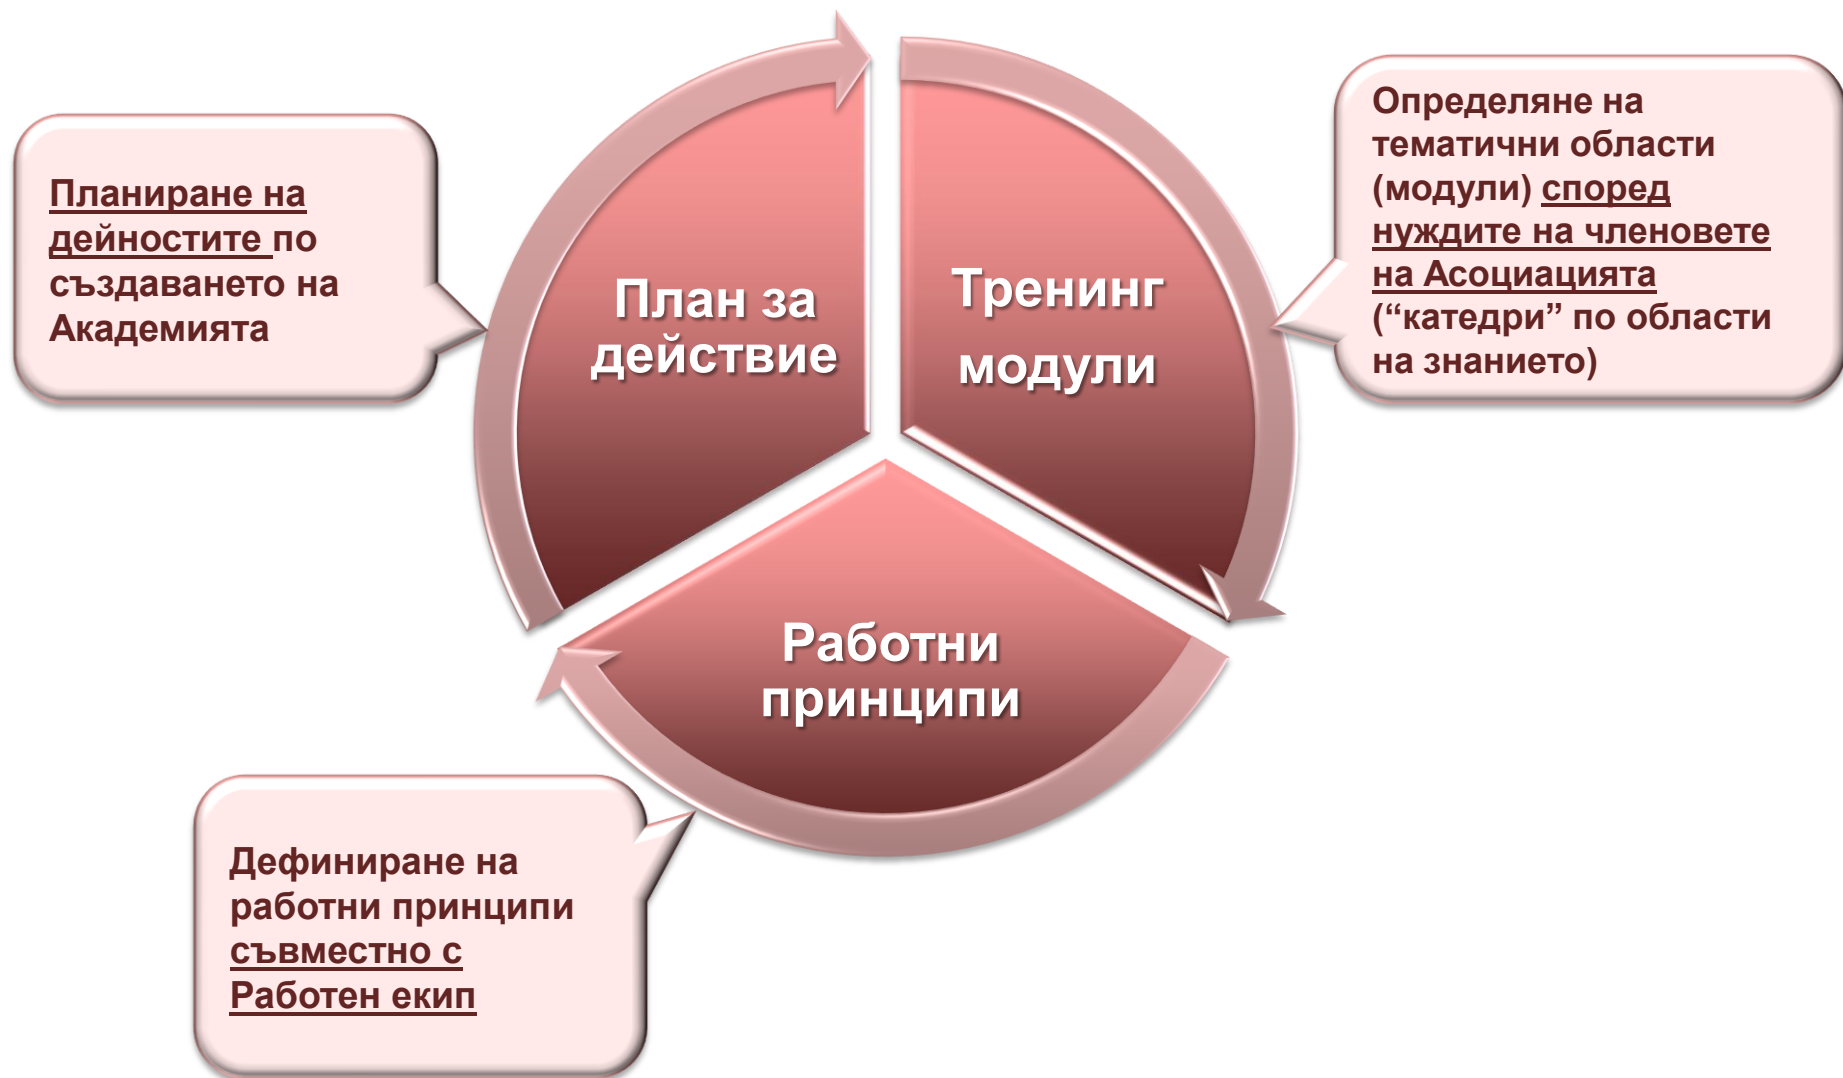 Планиране на
дейностите по
създаването на
Академията
План за
действие
Тренинг
модули
Определяне на
тематични области
(модули) според
нуждите на членовете
на Асоциацията
(“катедри” по области
на знанието)
Работни
принципи
Дефиниране на
работни принципи
съвместно с
Работен екип